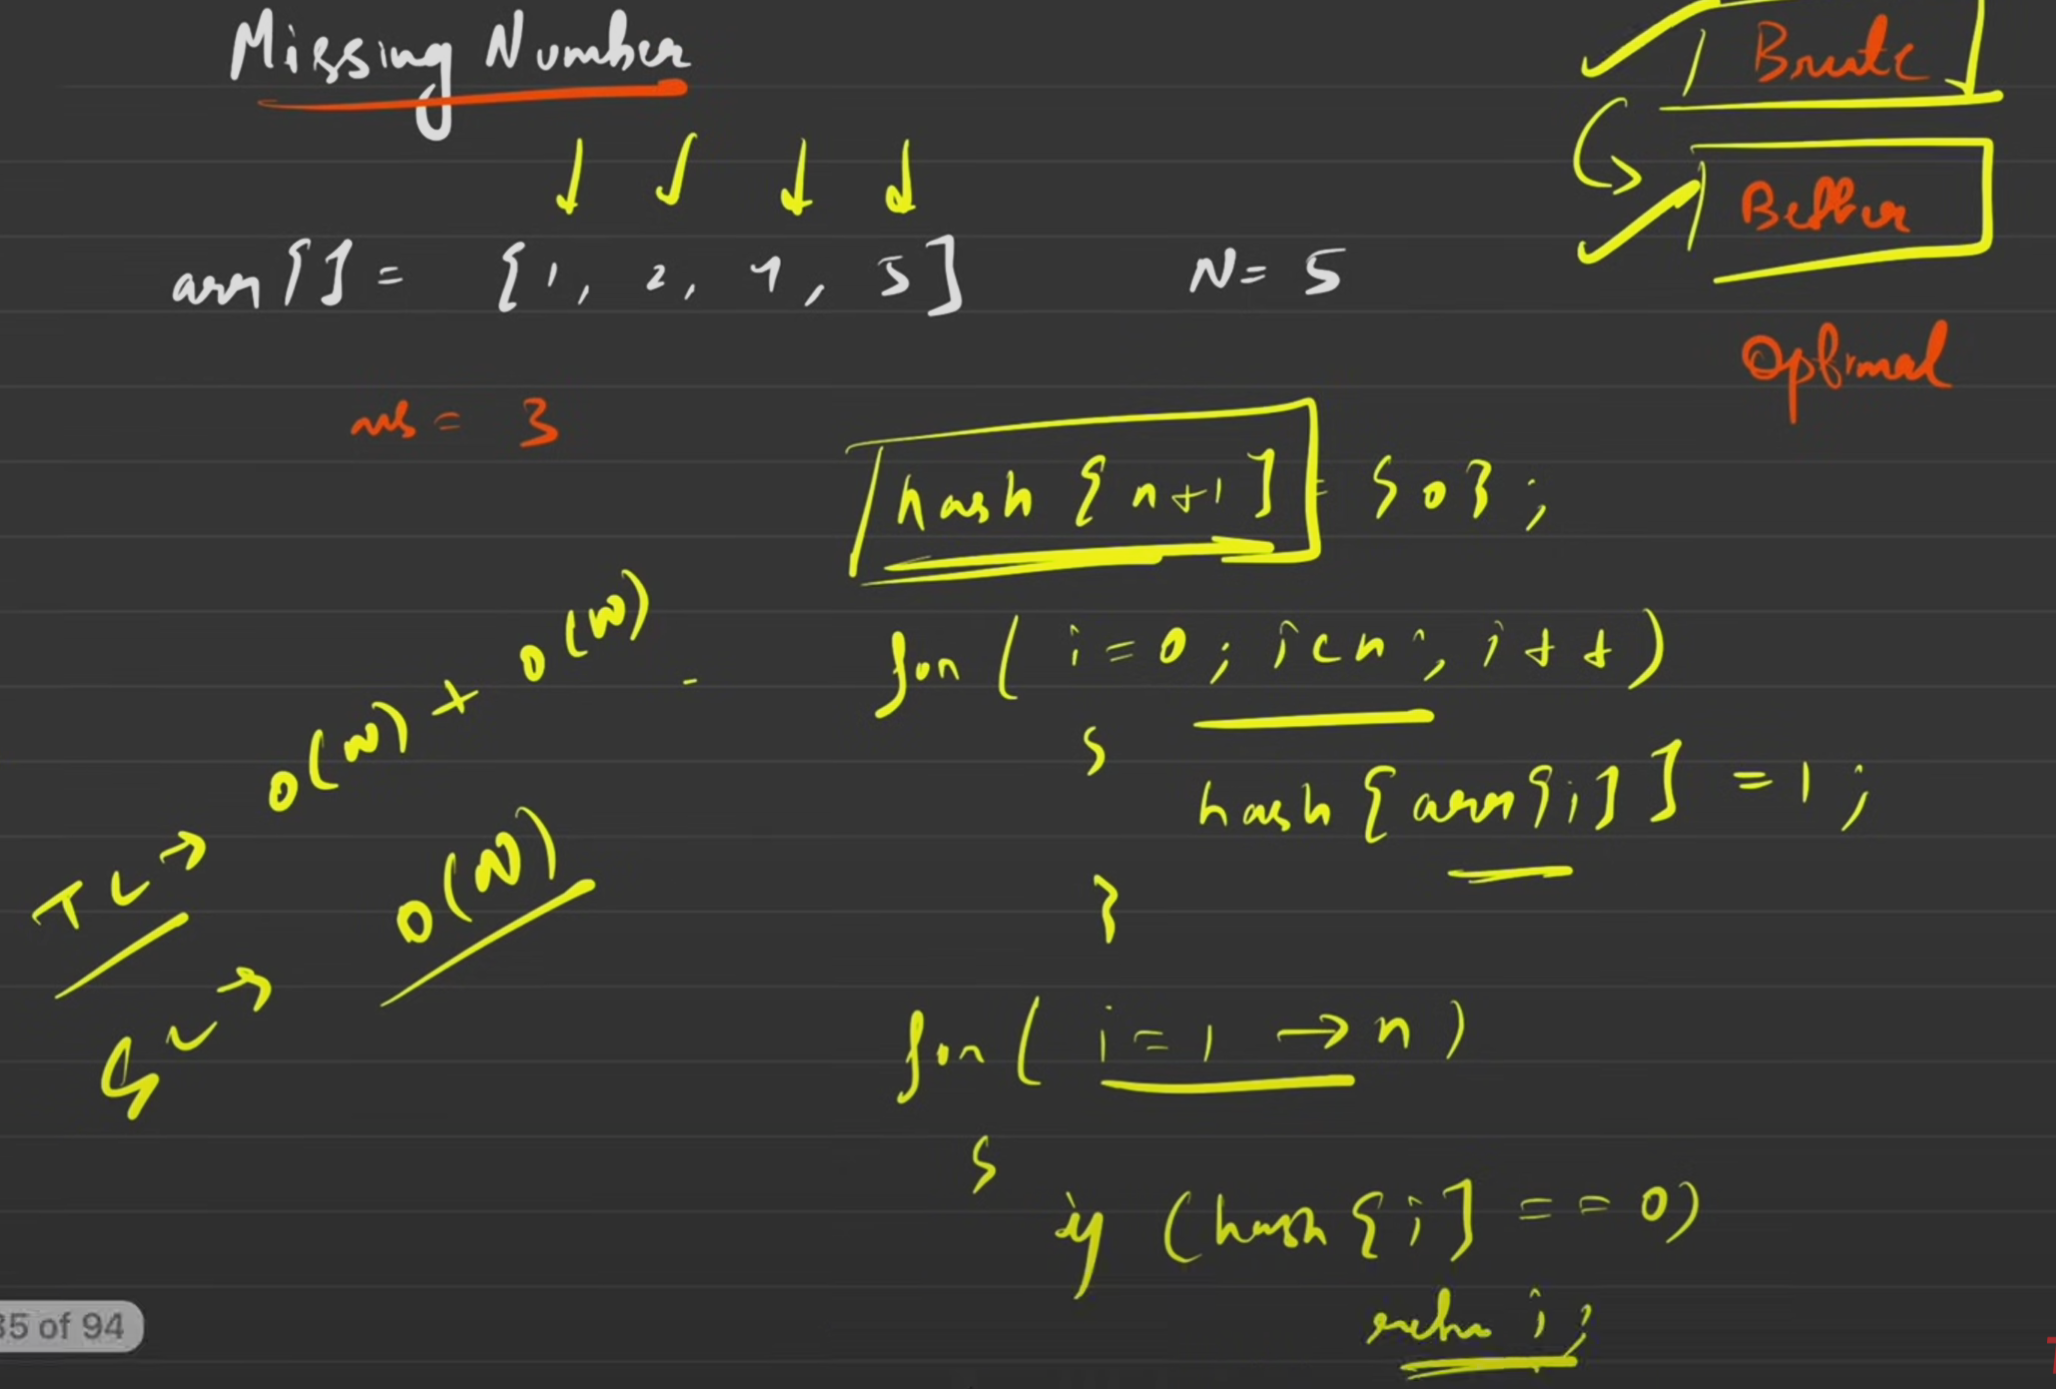 Missing Number
Brute
Better
Optimal
arr[] = {1, 2, 4, 5} N = 5
ans = 3
hash[n+1] = {0};
for( i=0; i<n; i++)
{
hash[arr[i]] = 1;
}
for( i=1 → n)
{
if (hash[i] == 0)
return i;
TC → O(N) + O(N)
SC → O(N)
35 of 94